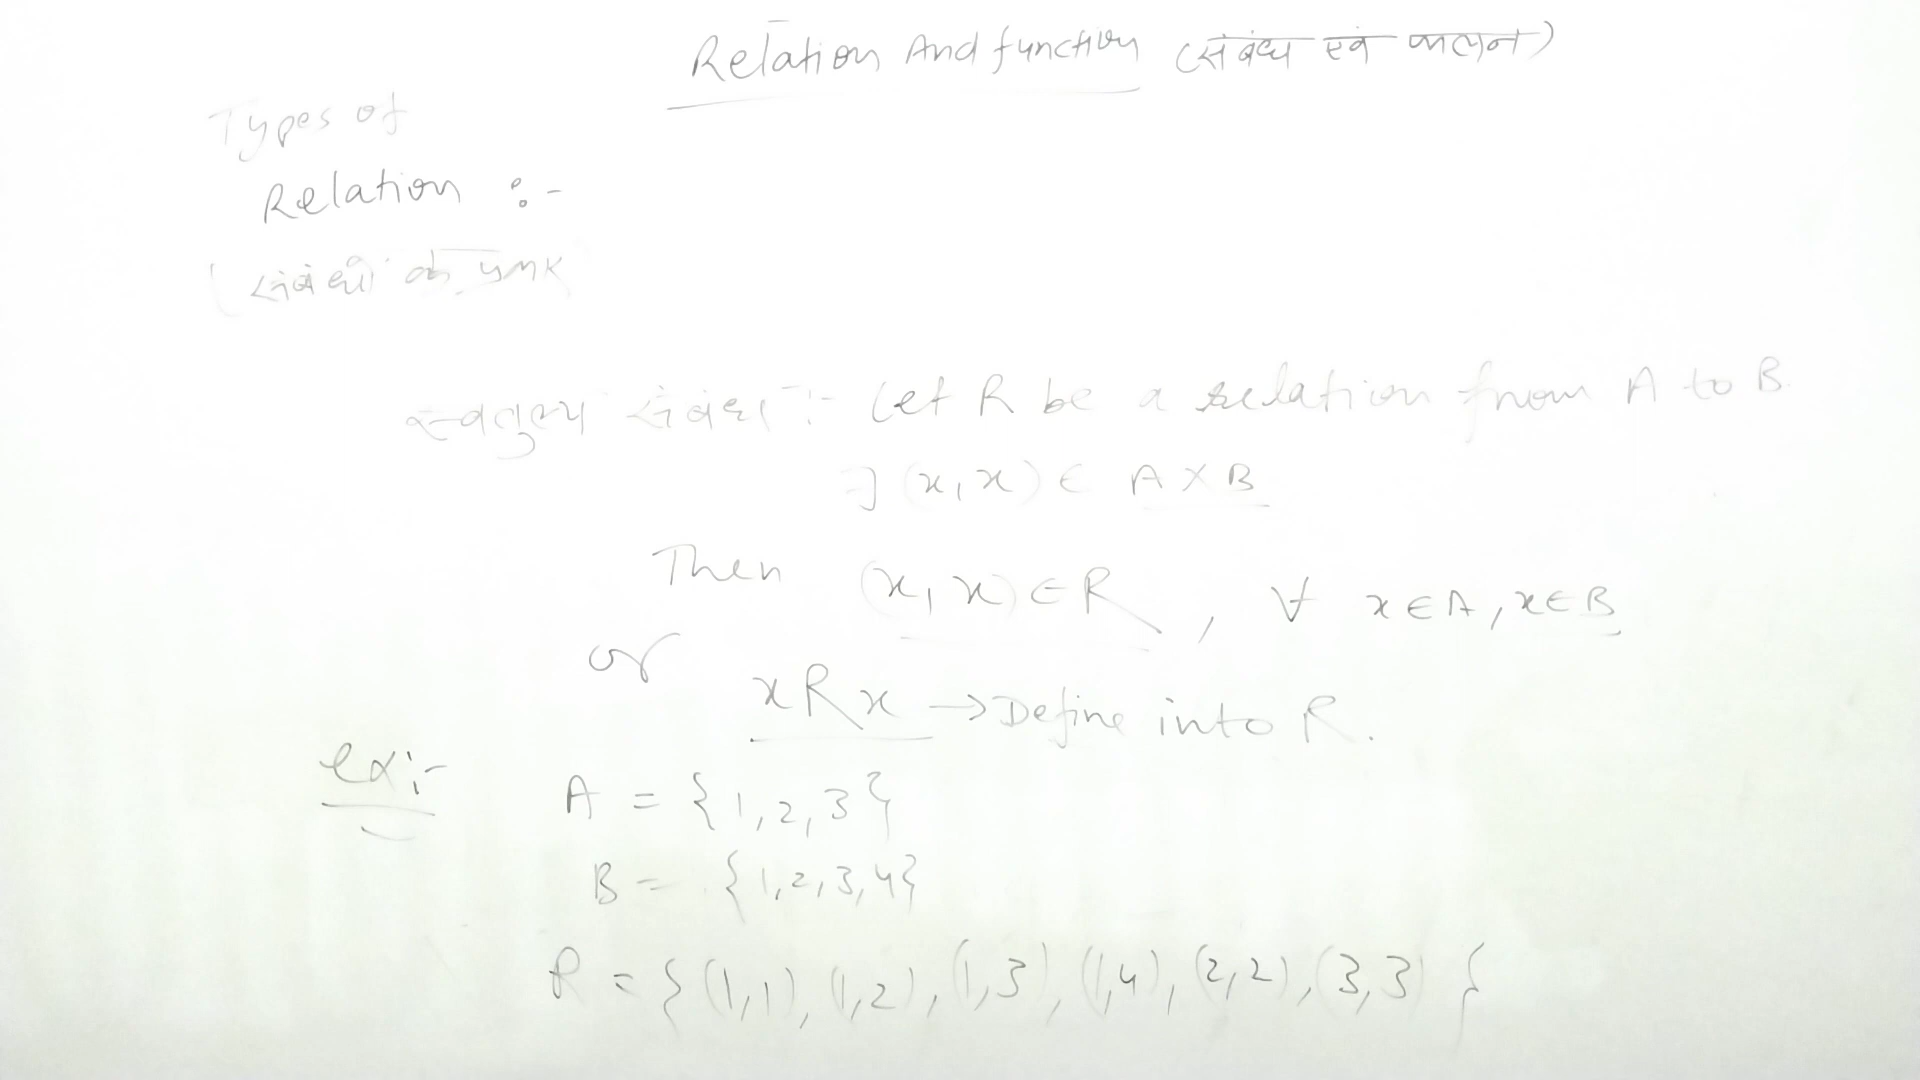 Relation And function (संबंध एवं फलन)
Types of
Relation :-
(संबंधों के प्रकार
स्वतुल्य संबंध :- Let R be a relation from A to B.
∃ (x,x) ∈ A×B
Then (x,x) ∈ R, ∀ x∈A, x∈B
or
xRx → Define into R.
ex:-
A = {1,2,3}
B = {1,2,3,4}
R = {(1,1), (1,2), (1,3), (1,4), (2,2), (3,3) }